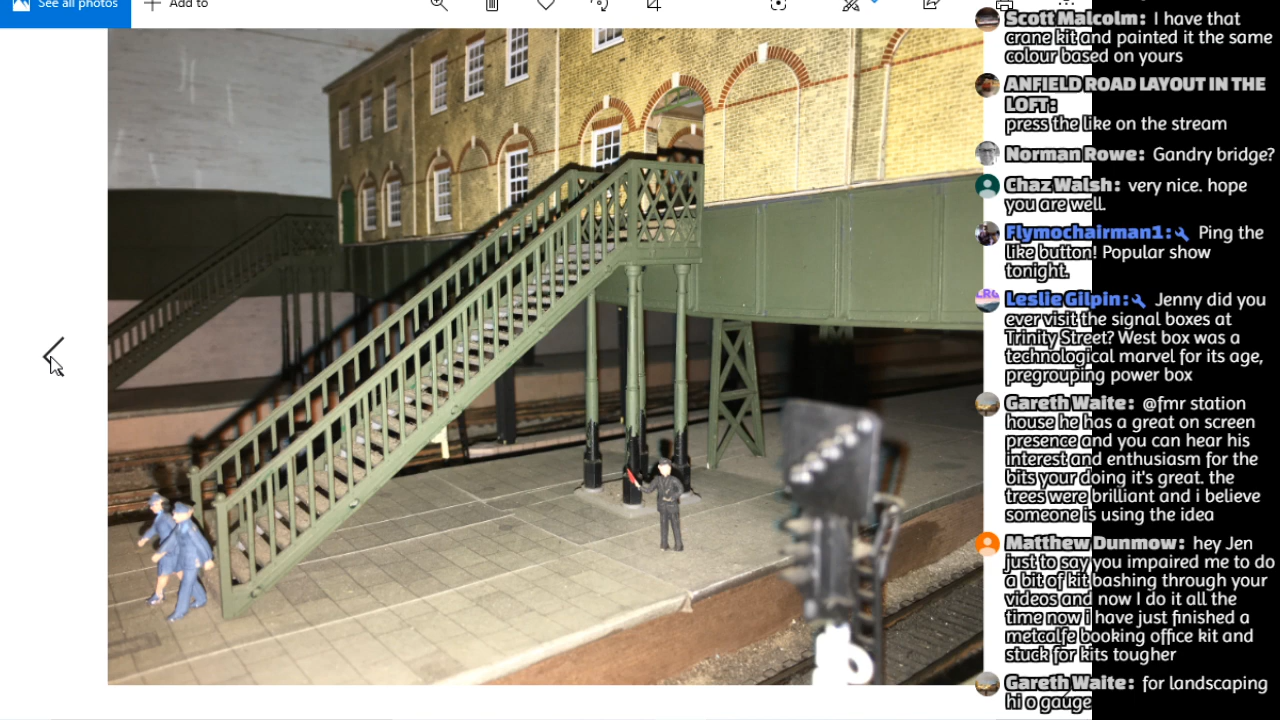 See all photos
Add to
Scott Malcolm: I have that
crane kit and painted it the same
colour based on yours
ANFIELD ROAD LAYOUT IN THE
LOFT:
press the like on the stream
Norman Rowe: Gandry bridge?
Chaz Walsh: very nice. hope
you are well.
Flymochairman1: Ping the
like button! Popular show
tonight.
Leslie Gilpin: Jenny did you
ever visit the signal boxes at
Trinity Street? West box was a
technological marvel for its age,
pregrouping power box
Gareth Waite: @fmr station
house he has a great on screen
presence and you can hear his
interest and enthusiasm for the
bits your doing it's great. the
trees were brilliant and i believe
someone is using the idea
Matthew Dunmow: hey Jen
just to say you impaired me to do
a bit of kit bashing through your
videos and now I do it all the
time now i have just finished a
metcalfe booking office kit and
stuck for kits tougher
Gareth Waite: for landscaping
hi o gauge